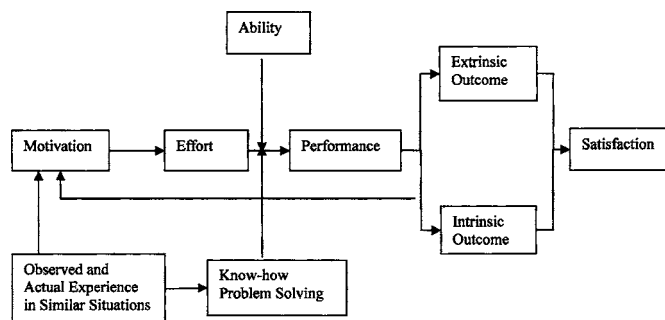 Ability
Extrinsic
Outcome
Motivation
Effort
Performance
Satisfaction
Intrinsic
Outcome
Observed and
Actual Experience
in Similar Situations
Know-how
Problem Solving